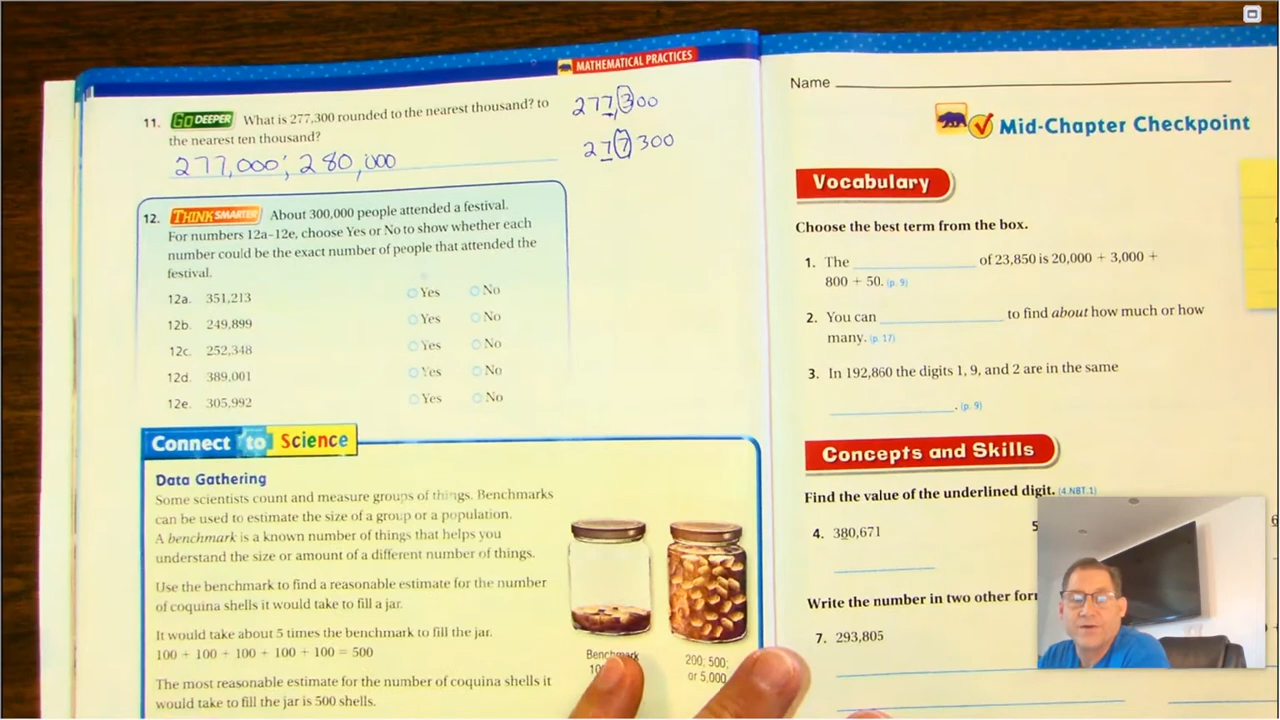 MATHEMATICAL PRACTICES
11. Go DEEPER What is 277,300 rounded to the nearest thousand? to
the nearest ten thousand?
277,000; 280,000
277,300
277300
12. THINK SMARTER About 300,000 people attended a festival.
For numbers 12a–12e, choose Yes or No to show whether each
number could be the exact number of people that attended the
festival.
12a. 351,213 Yes No
12b. 249,899 Yes No
12c. 252,348 Yes No
12d. 389,001 Yes No
12e. 305,992 Yes No
Connect to Science
Data Gathering
Some scientists count and measure groups of things. Benchmarks
can be used to estimate the size of a group or a population.
A benchmark is a known number of things that helps you
understand the size or amount of a different number of things.
Use the benchmark to find a reasonable estimate for the number
of coquina shells it would take to fill a jar.
It would take about 5 times the benchmark to fill the jar.
100 + 100 + 100 + 100 + 100 = 500
The most reasonable estimate for the number of coquina shells it
would take to fill the jar is 500 shells.
Benchmark
200; 500;
or 5,000
Name
Mid-Chapter Checkpoint
Vocabulary
Choose the best term from the box.
1. The of 23,850 is 20,000 + 3,000 +
800 + 50. (p. 9)
2. You can to find about how much or how
many. (p. 17)
3. In 192,860 the digits 1, 9, and 2 are in the same
. (p. 9)
Concepts and Skills
Find the value of the underlined digit. (4.NBT.1)
4. 380,671
5
Write the number in two other
7. 293,805